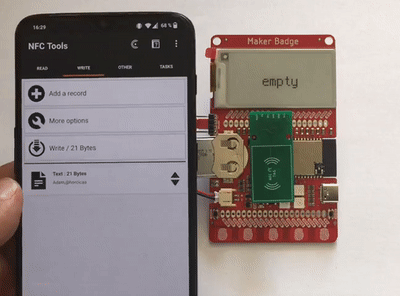 16:29
68 %
NFC Tools
READ
WRITE
OTHER
TASKS
Add a record
More options
Write / 21 Bytes
Text : 21 Bytes
Maker Badge
empty